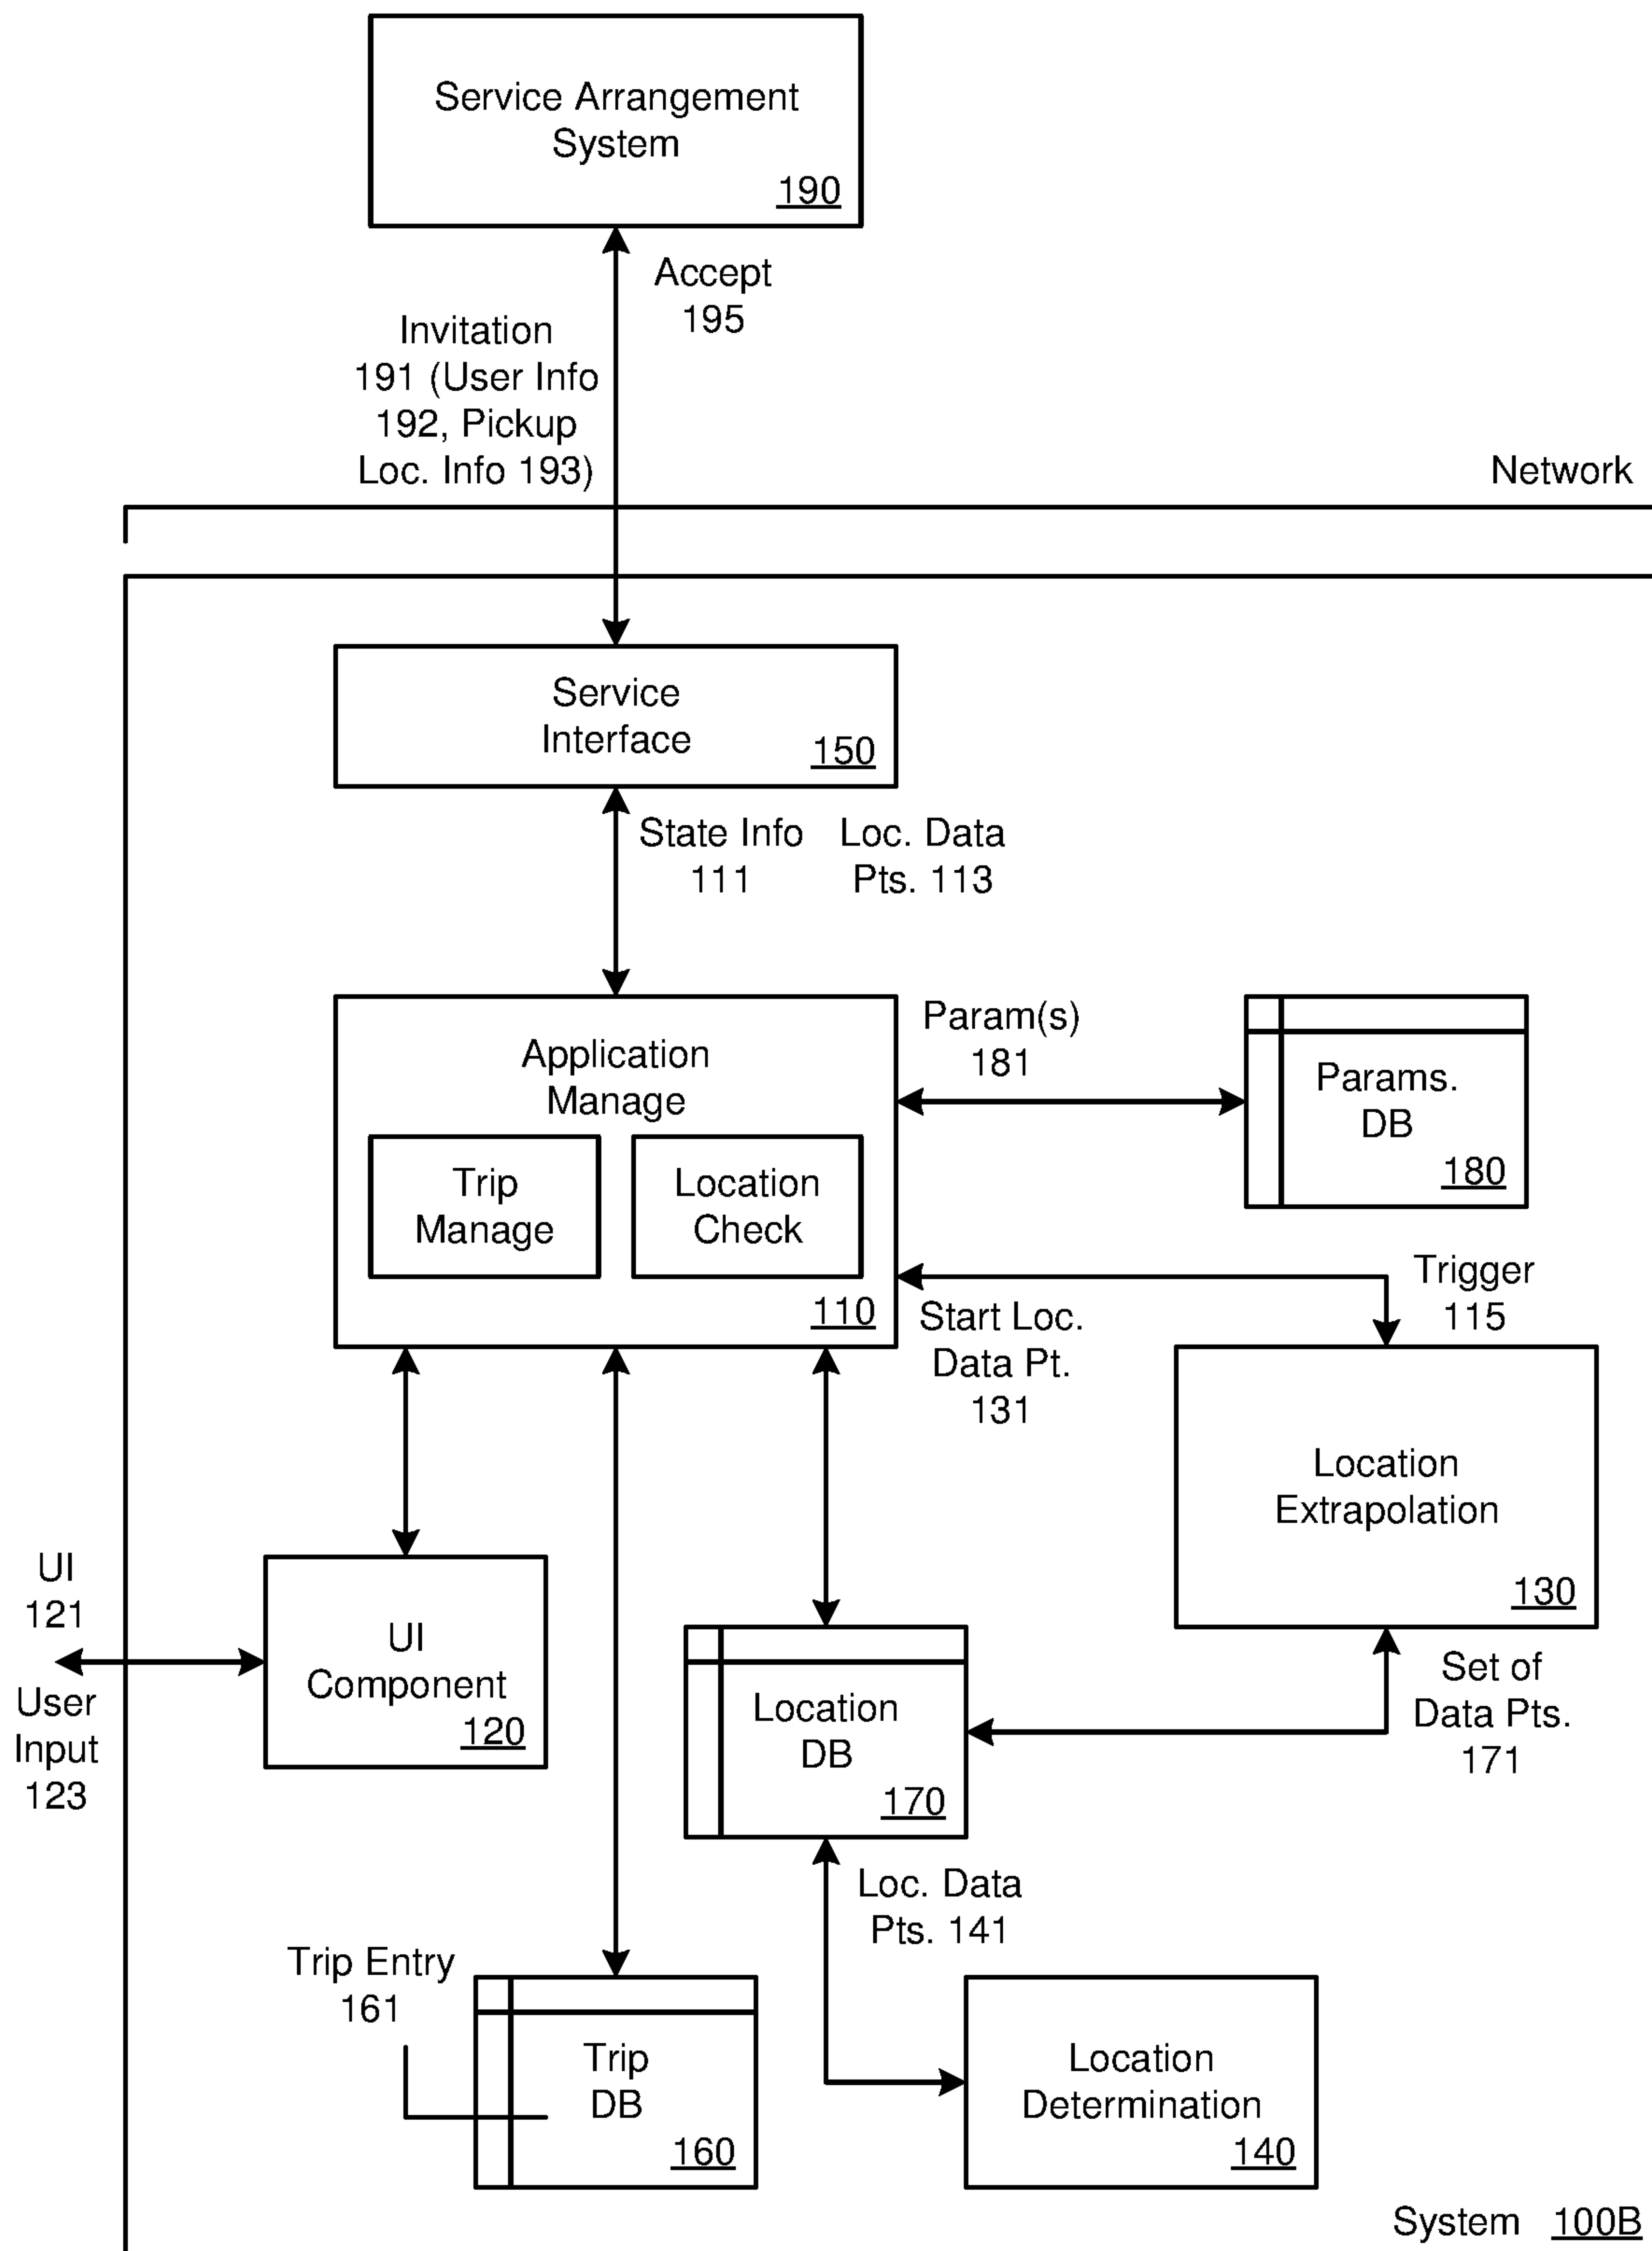 Service Arrangement
System
190
Accept
195
Invitation
191 (User Info
192, Pickup
Loc. Info 193)
Network
Service
Interface
150
State Info
111
Loc. Data
Pts. 113
Application
Manage
Trip
Manage
Location
Check
110
Param(s)
181
Params.
DB
180
Trigger
115
Start Loc.
Data Pt.
131
Location
Extrapolation
130
UI
121
User
Input
123
UI
Component
120
Location
DB
170
Set of
Data Pts.
171
Loc. Data
Pts. 141
Trip Entry
161
Trip
DB
160
Location
Determination
140
System 100B